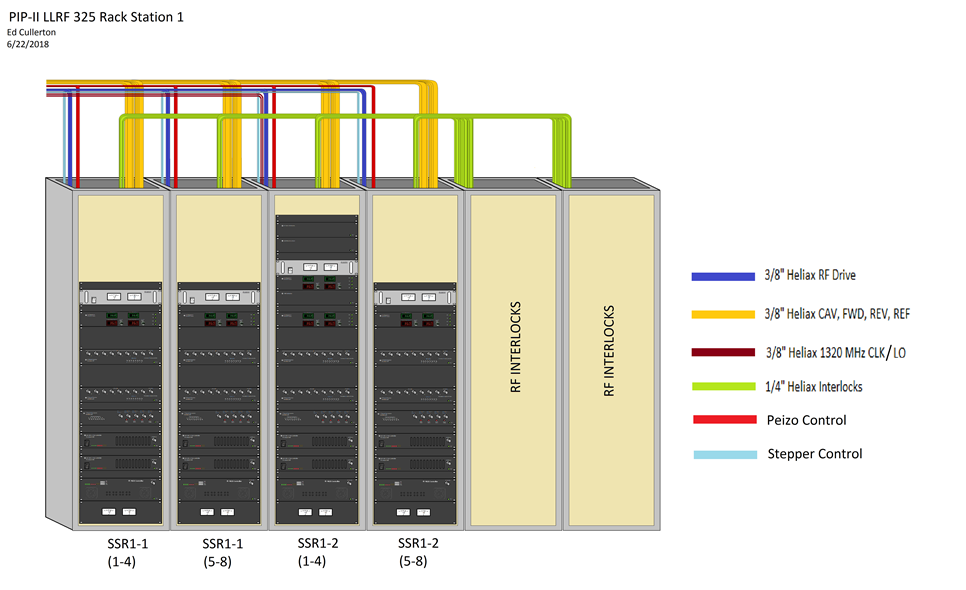 PIP-II LLRF 325 Rack Station 1
Ed Cullerton
6/22/2018
RF INTERLOCKS
RF INTERLOCKS
3/8" Heliax RF Drive
3/8" Heliax CAV, FWD, REV, REF
3/8" Heliax 1320 MHz CLK/LO
1/4" Heliax Interlocks
Peizo Control
Stepper Control
SSR1-1
(1-4)
SSR1-1
(5-8)
SSR1-2
(1-4)
SSR1-2
(5-8)